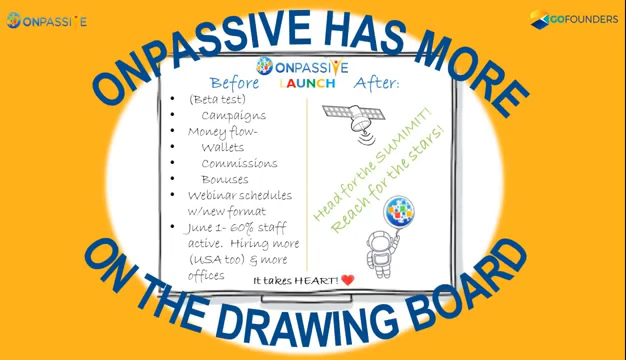 ONPASSIVE
GOFOUNDERS
ONPASSIVE HAS MORE
ONPASSIVE
Before LAUNCH After:
(Beta test)
Campaigns
Money flow-
Wallets
Commissions
Bonuses
Webinar schedules
w/new format
June 1- 60% staff
active. Hiring more
(USA too) & more
offices
Head for the SUMIMIT!
Reach for the stars!
It takes HEART!
ON THE DRAWING BOARD